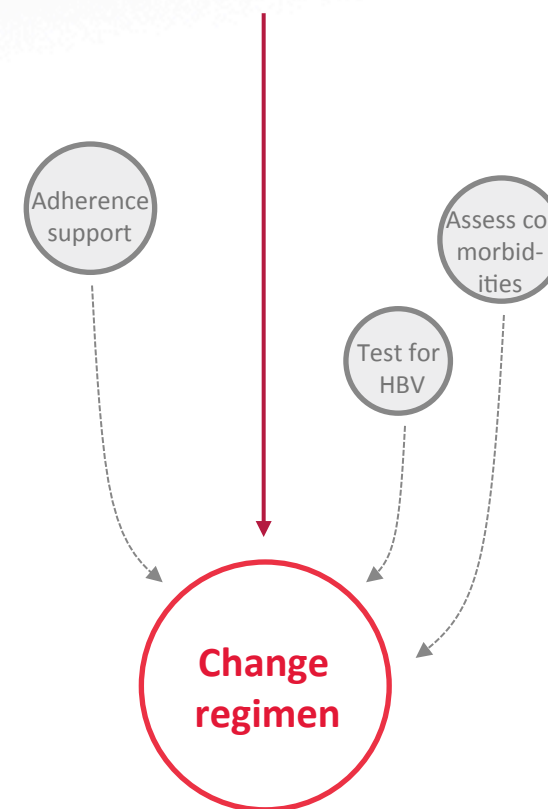 Adherence
support
Assess co
morbid-
ities
Test for
HBV
Change
regimen